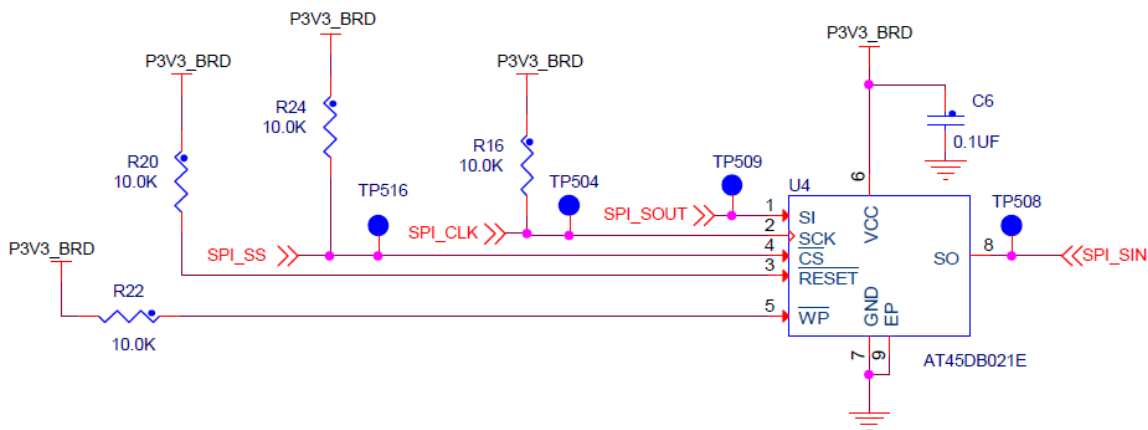 P3V3_BRD
P3V3_BRD
P3V3_BRD
P3V3_BRD
R24
10.0K
C6
0.1UF
R16
10.0K
R20
10.0K
TP509
TP504
TP516
U4
6
TP508
SPI_SOUT
1
SI
VCC
SPI_CLK
2
SCK
P3V3_BRD
SPI_SS
4
CS
SO
8
SPI_SIN
3
RESET
R22
10.0K
5
WP
GND
EP
7
9
AT45DB021E